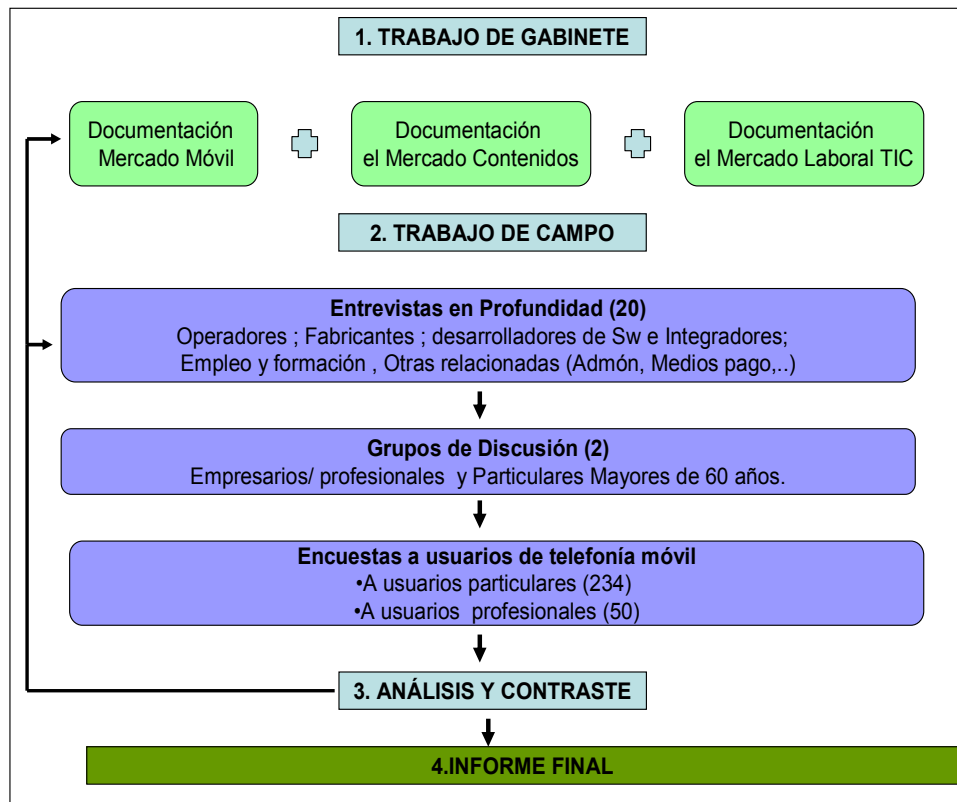 1. TRABAJO DE GABINETE
Documentación
Mercado Móvil
Documentación
el Mercado Contenidos
Documentación
el Mercado Laboral TIC
2. TRABAJO DE CAMPO
Entrevistas en Profundidad (20)
Operadores ; Fabricantes ; desarrolladores de Sw e Integradores;
Empleo y formación , Otras relacionadas (Admón, Medios pago,..)
Grupos de Discusión (2)
Empresarios/ profesionales y Particulares Mayores de 60 años.
Encuestas a usuarios de telefonía móvil
•A usuarios particulares (234)
•A usuarios profesionales (50)
3. ANÁLISIS Y CONTRASTE
4.INFORME FINAL